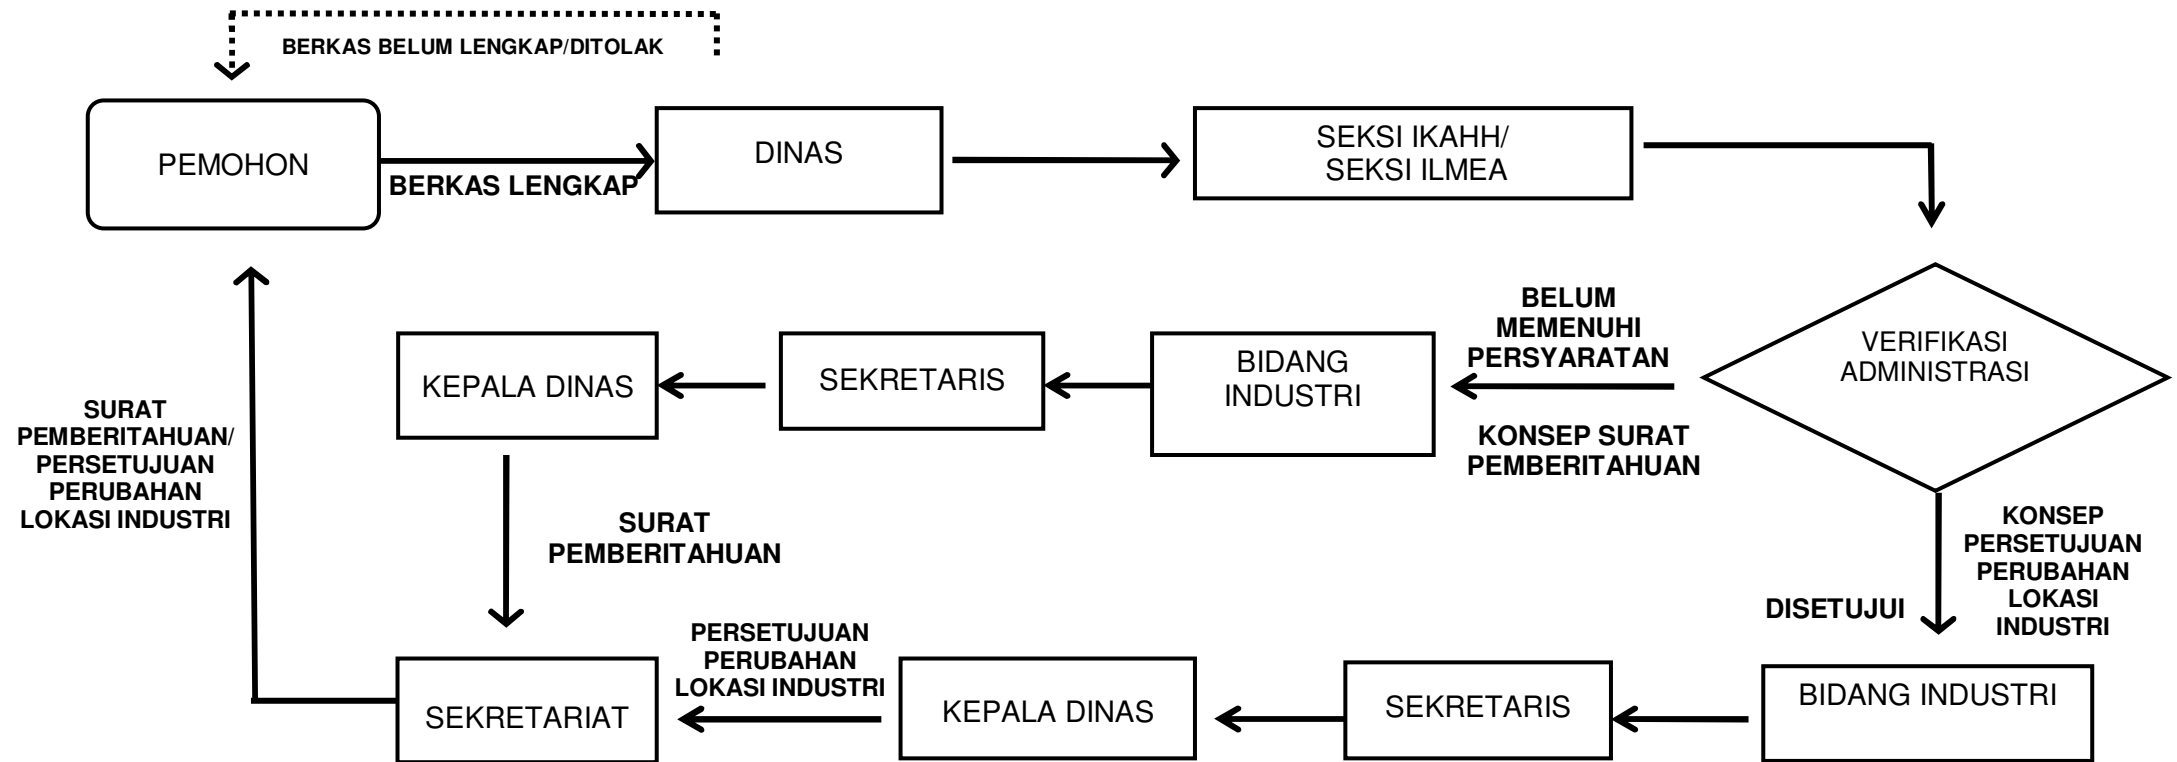 BERKAS BELUM LENGKAP/DITOLAK
PEMOHON
BERKAS LENGKAP
DINAS
SEKSI IKAHH/
SEKSI ILMEA
VERIFIKASI
ADMINISTRASI
BELUM
MEMENUHI
PERSYARATAN
KONSEP SURAT
PEMBERITAHUAN
BIDANG
INDUSTRI
SEKRETARIS
KEPALA DINAS
SURAT
PEMBERITAHUAN/
PERSETUJUAN
PERUBAHAN
LOKASI INDUSTRI
SURAT
PEMBERITAHUAN
KONSEP
PERSETUJUAN
PERUBAHAN
LOKASI
INDUSTRI
DISETUJUI
BIDANG INDUSTRI
SEKRETARIS
KEPALA DINAS
PERSETUJUAN
PERUBAHAN
LOKASI INDUSTRI
SEKRETARIAT